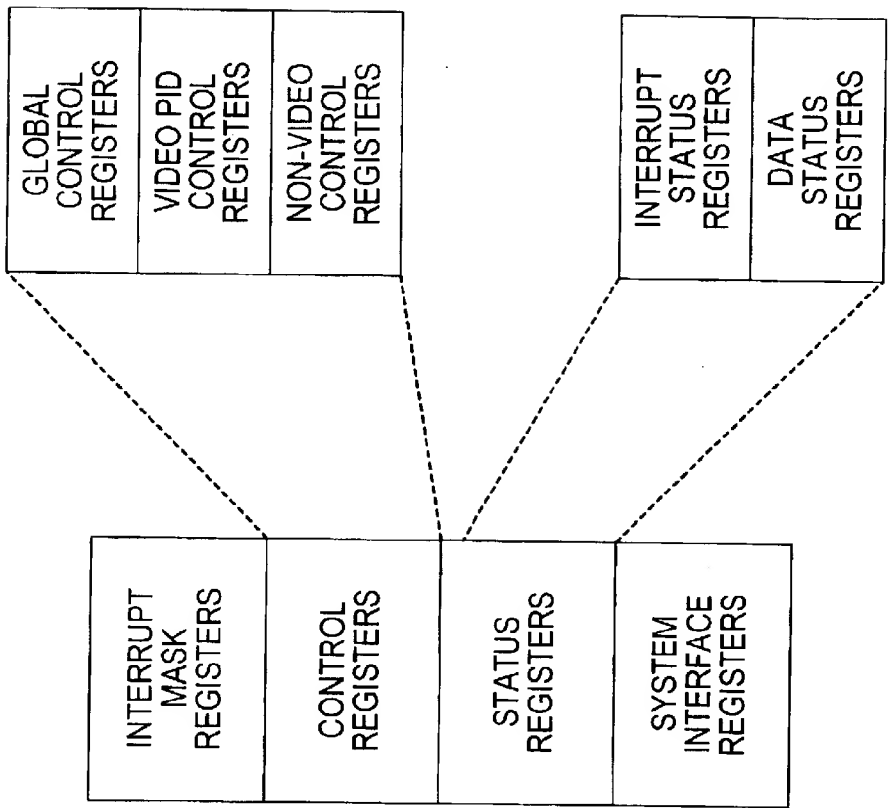 INTERRUPT
MASK
REGISTERS
CONTROL
REGISTERS
STATUS
REGISTERS
SYSTEM
INTERFACE
REGISTERS
GLOBAL
CONTROL
REGISTERS
VIDEO PID
CONTROL
REGISTERS
NON-VIDEO
CONTROL
REGISTERS
INTERRUPT
STATUS
REGISTERS
DATA
STATUS
REGISTERS